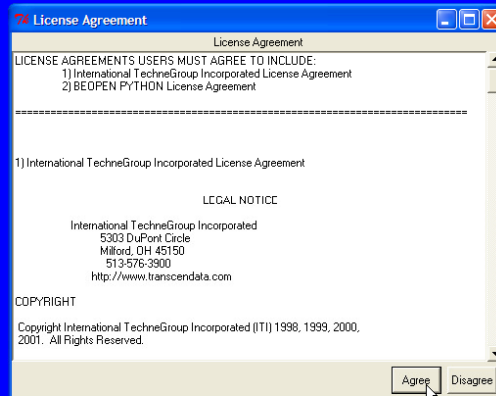 License Agreement
License Agreement
LICENSE AGREEMENTS USERS MUST AGREE TO INCLUDE:
1) International TechneGroup Incorporated License Agreement
2) BEOPEN PYTHON License Agreement
================================================================================
1) International TechneGroup Incorporated License Agreement
LEGAL NOTICE
International TechneGroup Incorporated
5303 DuPont Circle
Milford, OH 45150
513-576-3900
http://www.transcendata.com
COPYRIGHT
Copyright International TechneGroup Incorporated (ITI) 1998, 1999, 2000,
2001. All Rights Reserved.
Agree Disagree